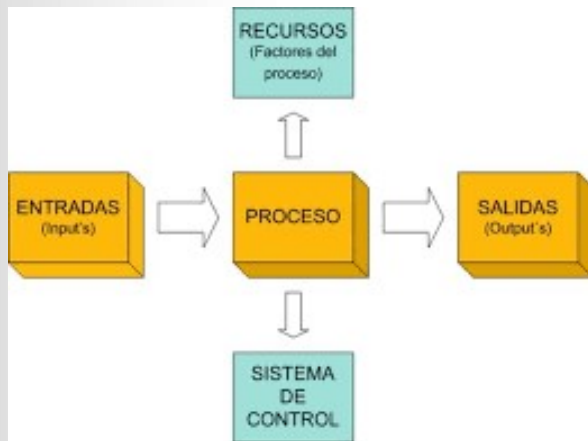 RECURSOS
(Factores del
proceso)
ENTRADAS
(Input's)
PROCESO
SALIDAS
(Output´s)
SISTEMA
DE
CONTROL